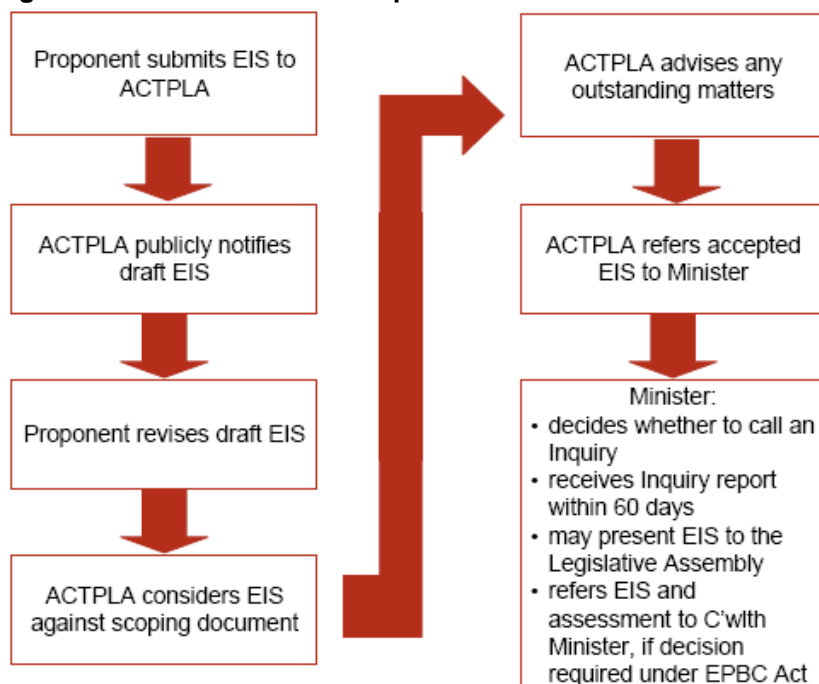 Proponent submits EIS to
ACTPLA
ACTPLA publicly notifies
draft EIS
Proponent revises draft EIS
ACTPLA considers EIS
against scoping document
ACTPLA advises any
outstanding matters
ACTPLA refers accepted
EIS to Minister
Minister:
• decides whether to call an
Inquiry
• receives Inquiry report
within 60 days
• may present EIS to the
Legislative Assembly
• refers EIS and
assessment to C'wlth
Minister, if decision
required under EPBC Act